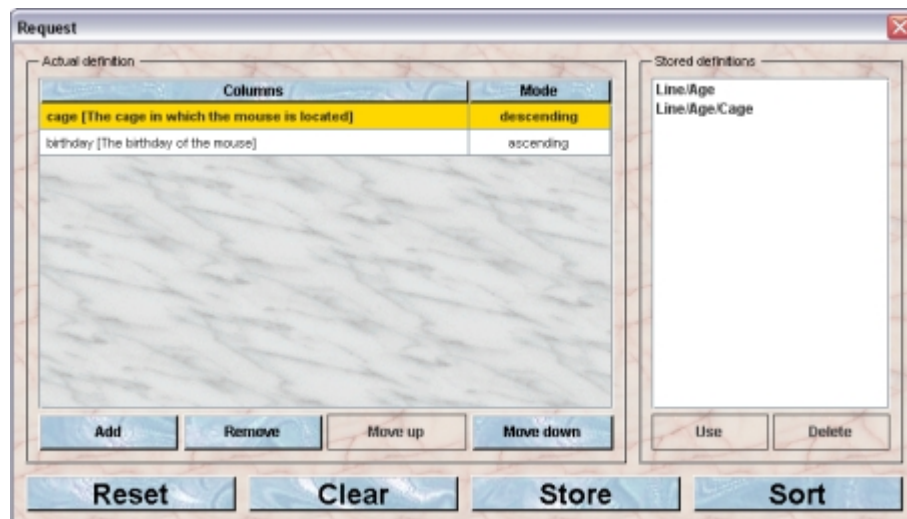 Request
Actual definition
Columns Mode
cage [The cage in which the mouse is located] descending
birthday [The birthday of the mouse] ascending
Add Remove Move up Move down
Stored definitions
Line/Age
Line/Age/Cage
Use Delete
Reset Clear Store Sort